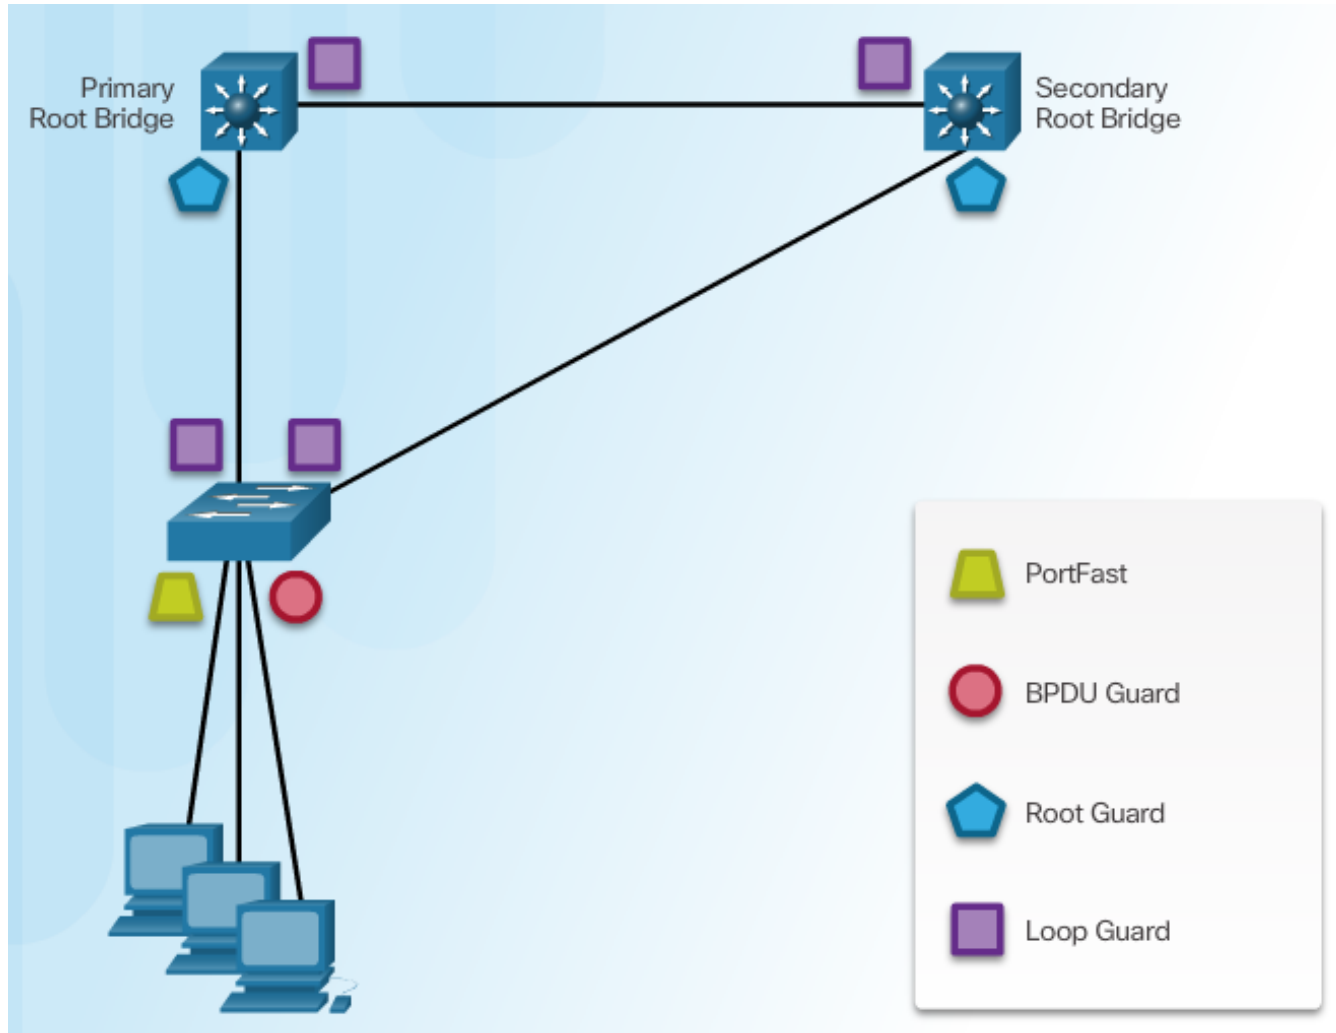 Primary
Root Bridge
Secondary
Root Bridge
PortFast
BPDU Guard
Root Guard
Loop Guard